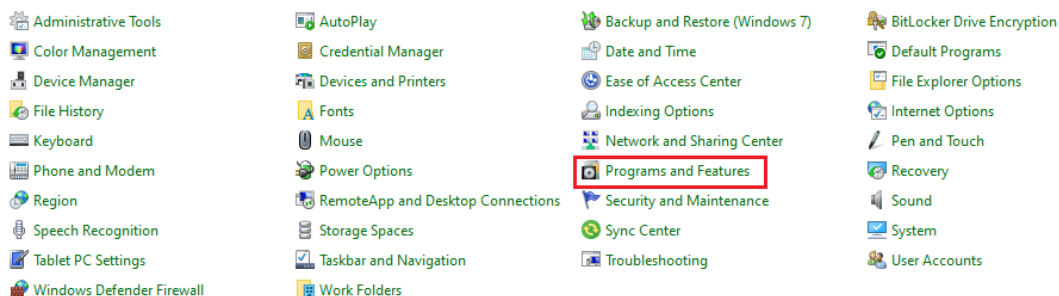 Administrative Tools
AutoPlay
Backup and Restore (Windows 7)
BitLocker Drive Encryption
Color Management
Credential Manager
Date and Time
Default Programs
Device Manager
Devices and Printers
Ease of Access Center
File Explorer Options
File History
Fonts
Indexing Options
Internet Options
Keyboard
Mouse
Network and Sharing Center
Pen and Touch
Phone and Modem
Power Options
Programs and Features
Recovery
Region
RemoteApp and Desktop Connections
Security and Maintenance
Sound
Speech Recognition
Storage Spaces
Sync Center
System
Tablet PC Settings
Taskbar and Navigation
Troubleshooting
User Accounts
Windows Defender Firewall
Work Folders